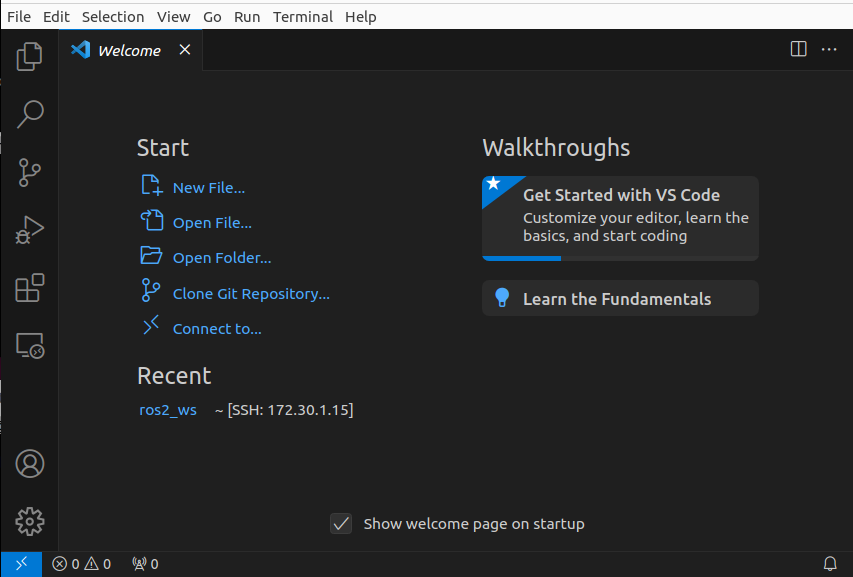 File Edit Selection View Go Run Terminal Help
Welcome
Start
New File...
Open File...
Open Folder...
Clone Git Repository...
Connect to...
Recent
ros2_ws ~ [SSH: 172.30.1.15]
Walkthroughs
Get Started with VS Code
Customize your editor, learn the
basics, and start coding
Learn the Fundamentals
Show welcome page on startup
0 0 0